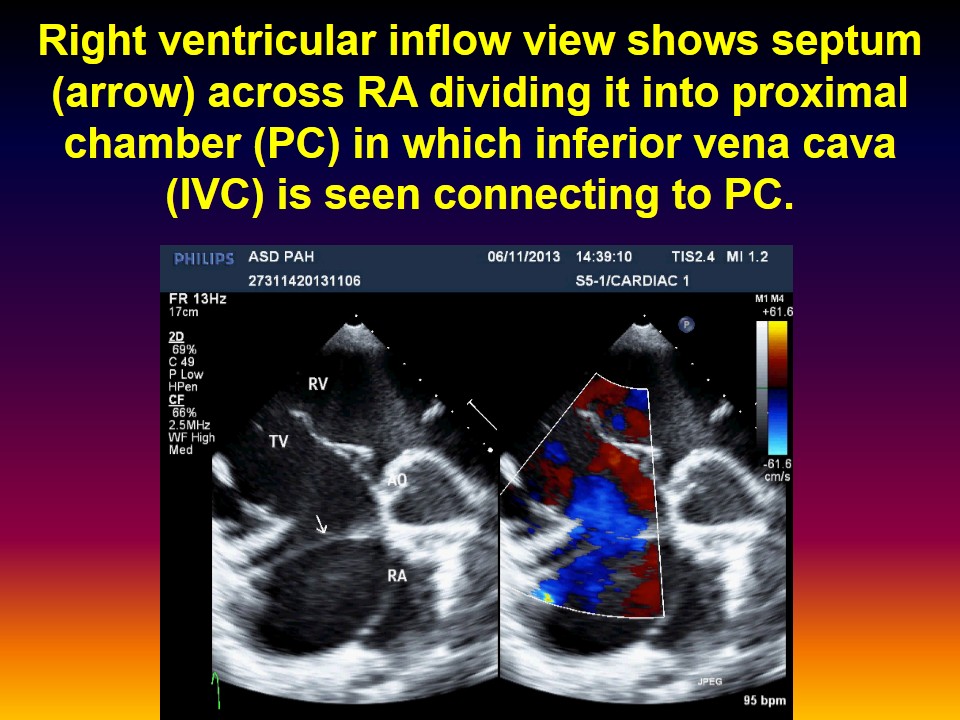 Right ventricular inflow view shows septum
(arrow) across RA dividing it into proximal
chamber (PC) in which inferior vena cava
(IVC) is seen connecting to PC.
PHILIPS ASD PAH 06/11/2013 14:39:10 TIS2.4 MI 1.2
27311420131106 S5-1/CARDIAC 1
FR 13Hz
17cm
M1 M4
+61.6
P
2D
69%
C 49
P Low
HPen
CF
66%
2.5MHz
WF High
Med
RV
TV
AO
-61.6
cm/s
RA
JPEG
95 bpm